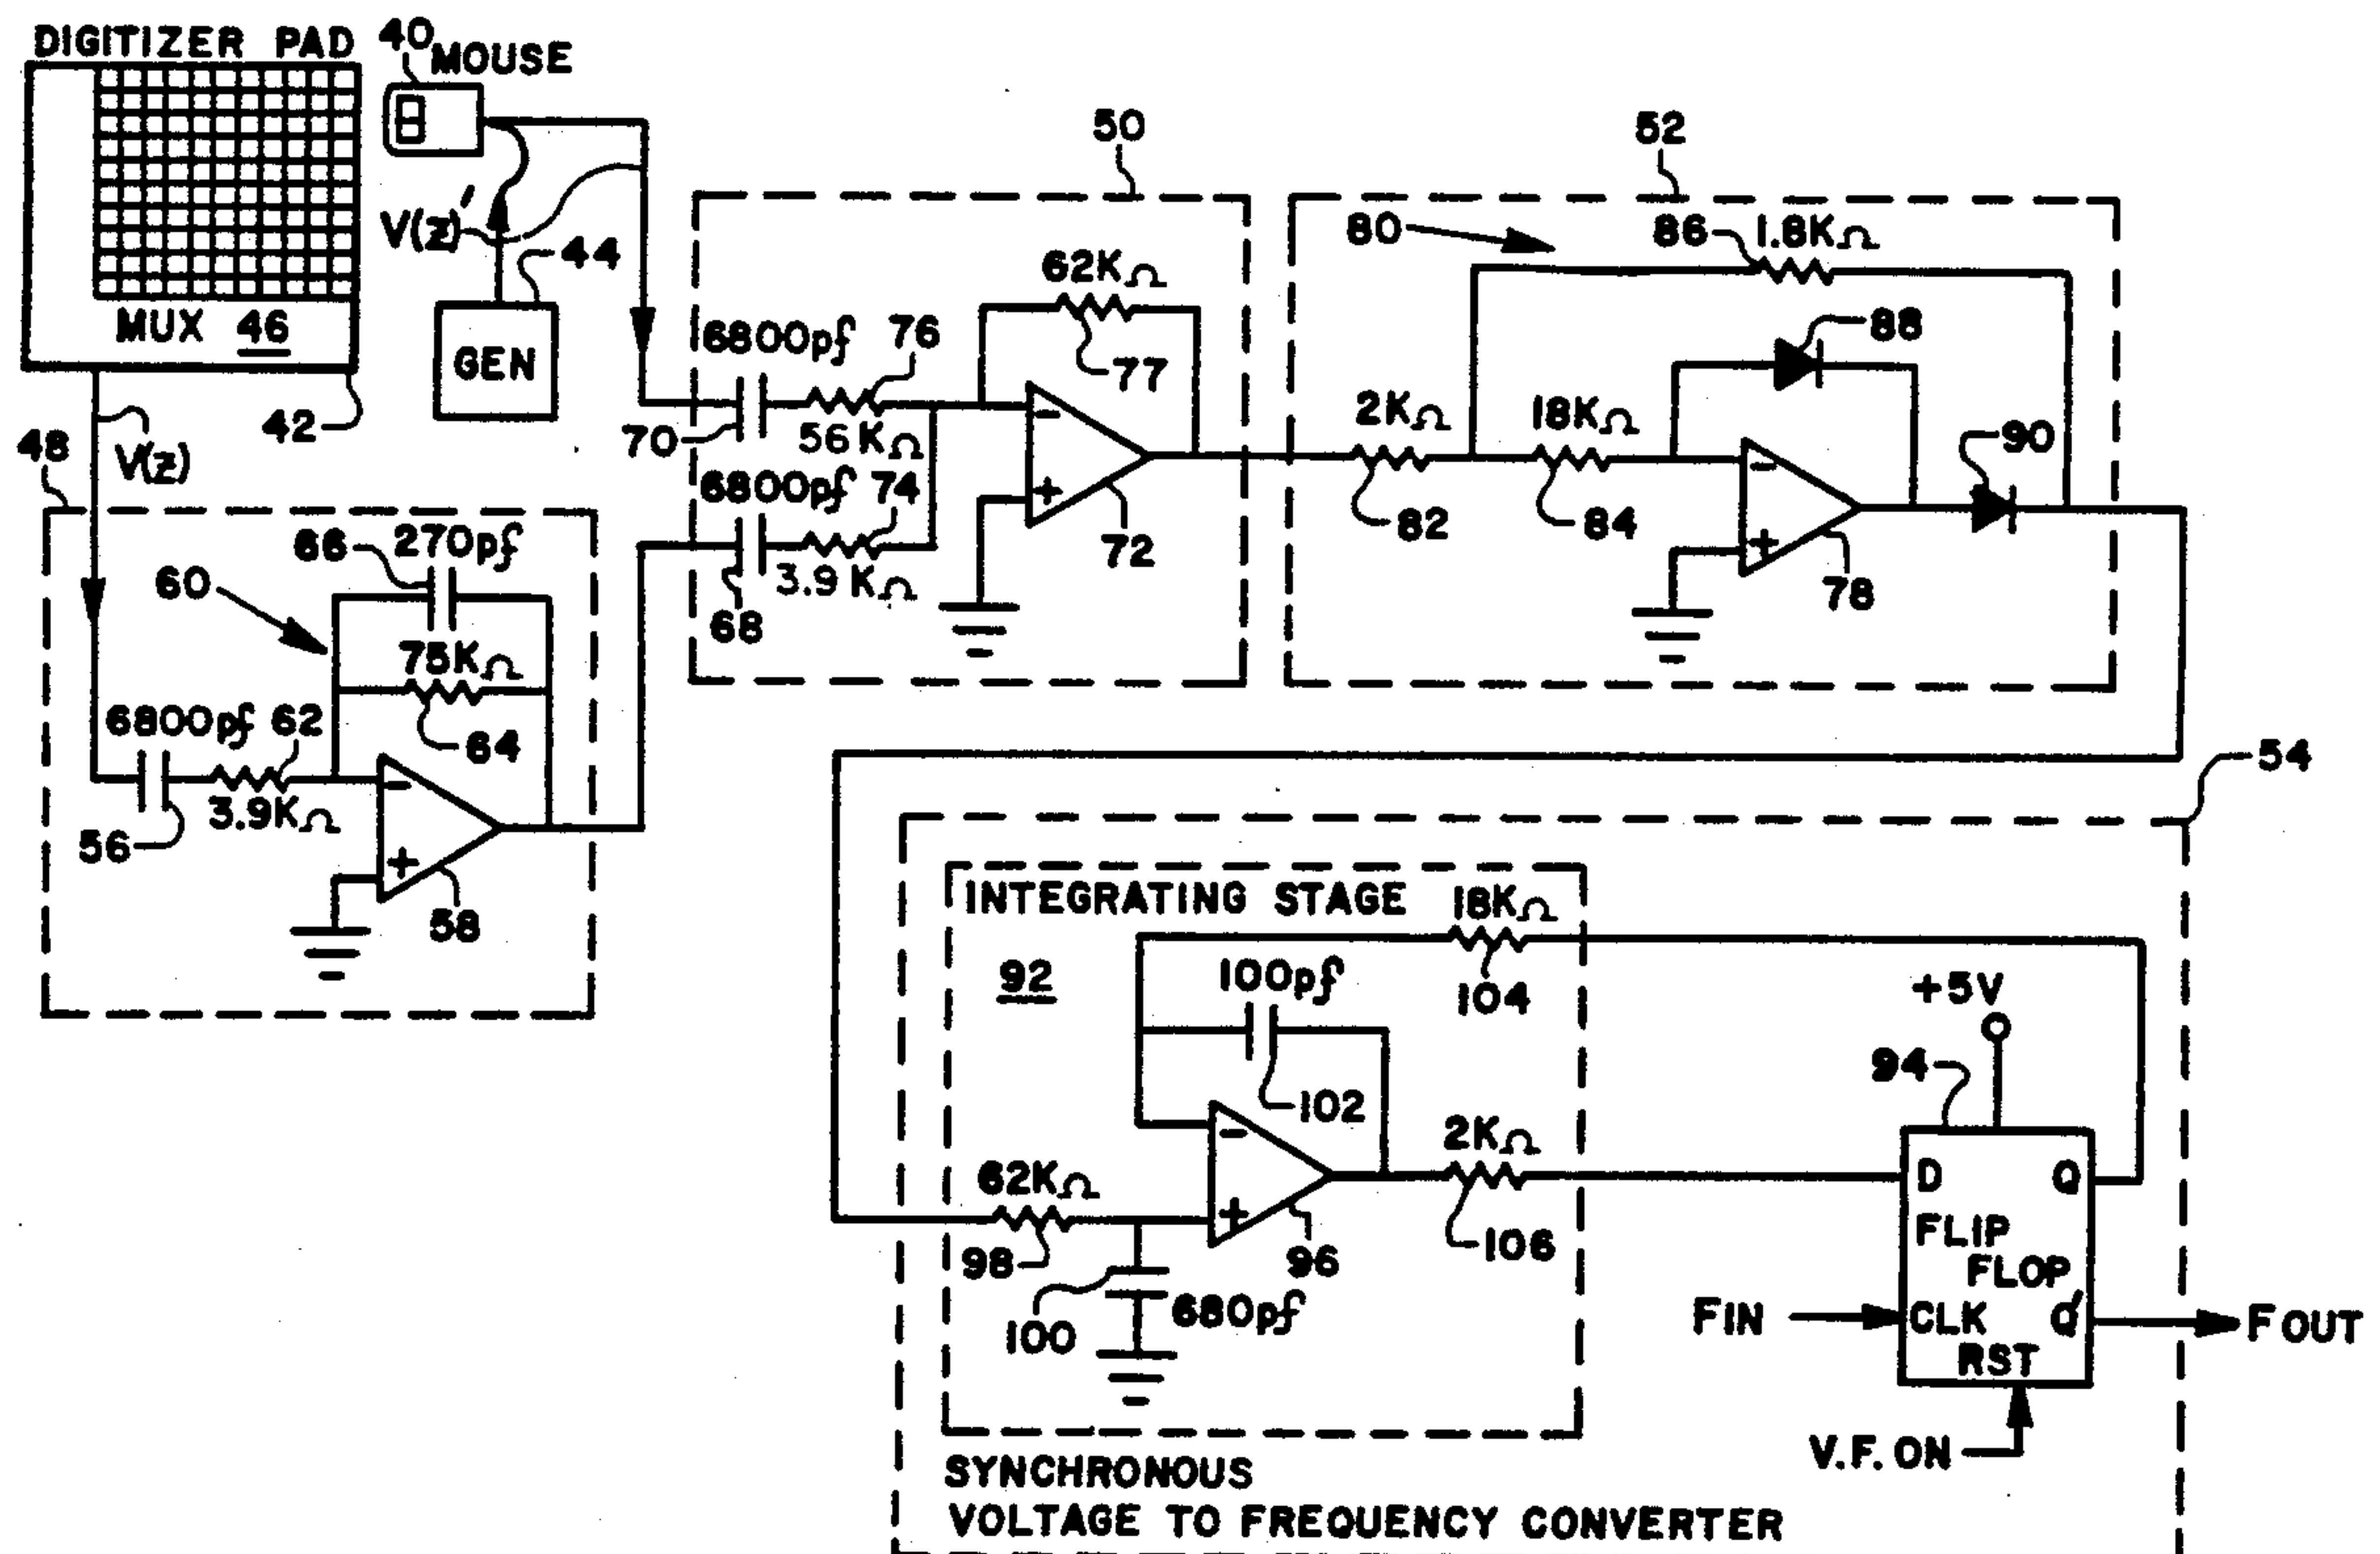 DIGITIZER PAD
40
MOUSE
50
52
V(z)'
44
80
86
1.8KΩ
62KΩ
MUX 46
GEN
6800pf
76
77
88
42
70
56KΩ
2KΩ
18KΩ
90
48
V(z)
6800pf
74
82
84
72
66
270pf
3.9KΩ
78
60
68
75KΩ
6800pf
62
64
54
3.9KΩ
56
58
INTEGRATING STAGE
18KΩ
92
100pf
104
+5V
94
102
2KΩ
62KΩ
D
Q
98
96
106
FLIP
FLOP
100
680pf
FIN
CLK
Q'
FOUT
RST
V.F. ON
SYNCHRONOUS
VOLTAGE TO FREQUENCY CONVERTER